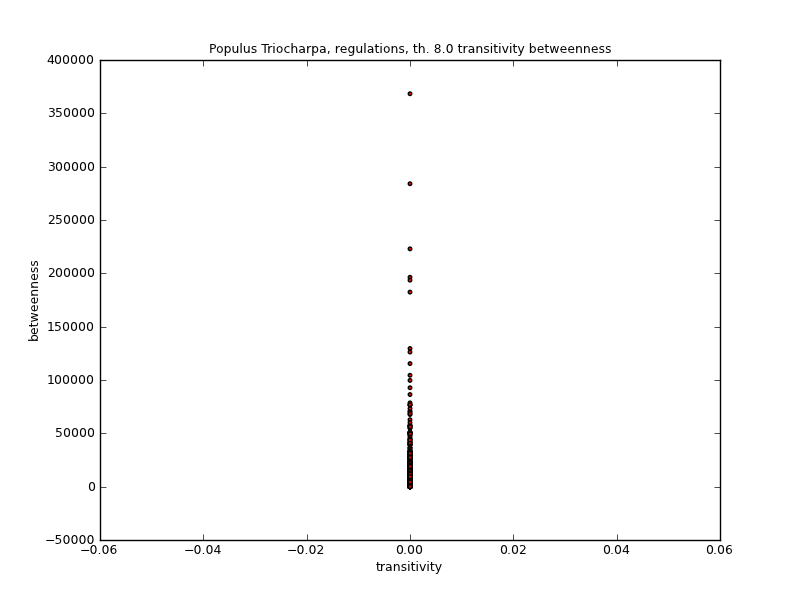 Populus Triocharpa, regulations, th. 8.0 transitivity betweenness
400000
350000
300000
250000
200000
150000
100000
50000
0
−50000
betweenness
−0.06 −0.04 −0.02 0.00 0.02 0.04 0.06
transitivity